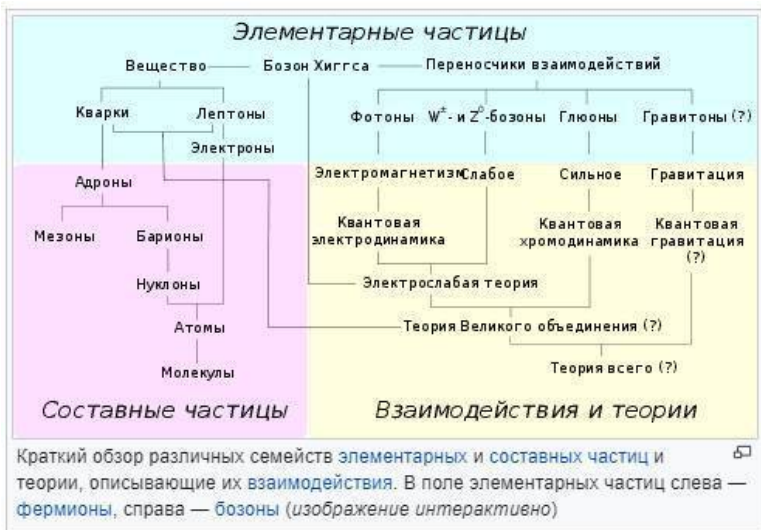 Элементарные частицы
Вещество Бозон Хиггса Переносчики взаимодействий
Кварки Лептоны Фотоны W±- и Z⁰-бозоны Глюоны Гравитоны (?)
Электроны
Адроны Электромагнетизм Слабое Сильное Гравитация
Мезоны Барионы Квантовая электродинамика Квантовая хромодинамика Квантовая гравитация (?)
Нуклоны Электрослабая теория
Атомы Теория Великого объединения (?)
Молекулы Теория всего (?)
Составные частицы Взаимодействия и теории
Краткий обзор различных семейств элементарных и составных частиц и
теории, описывающие их взаимодействия. В поле элементарных частиц слева —
фермионы, справа — бозоны (изображение интерактивно)